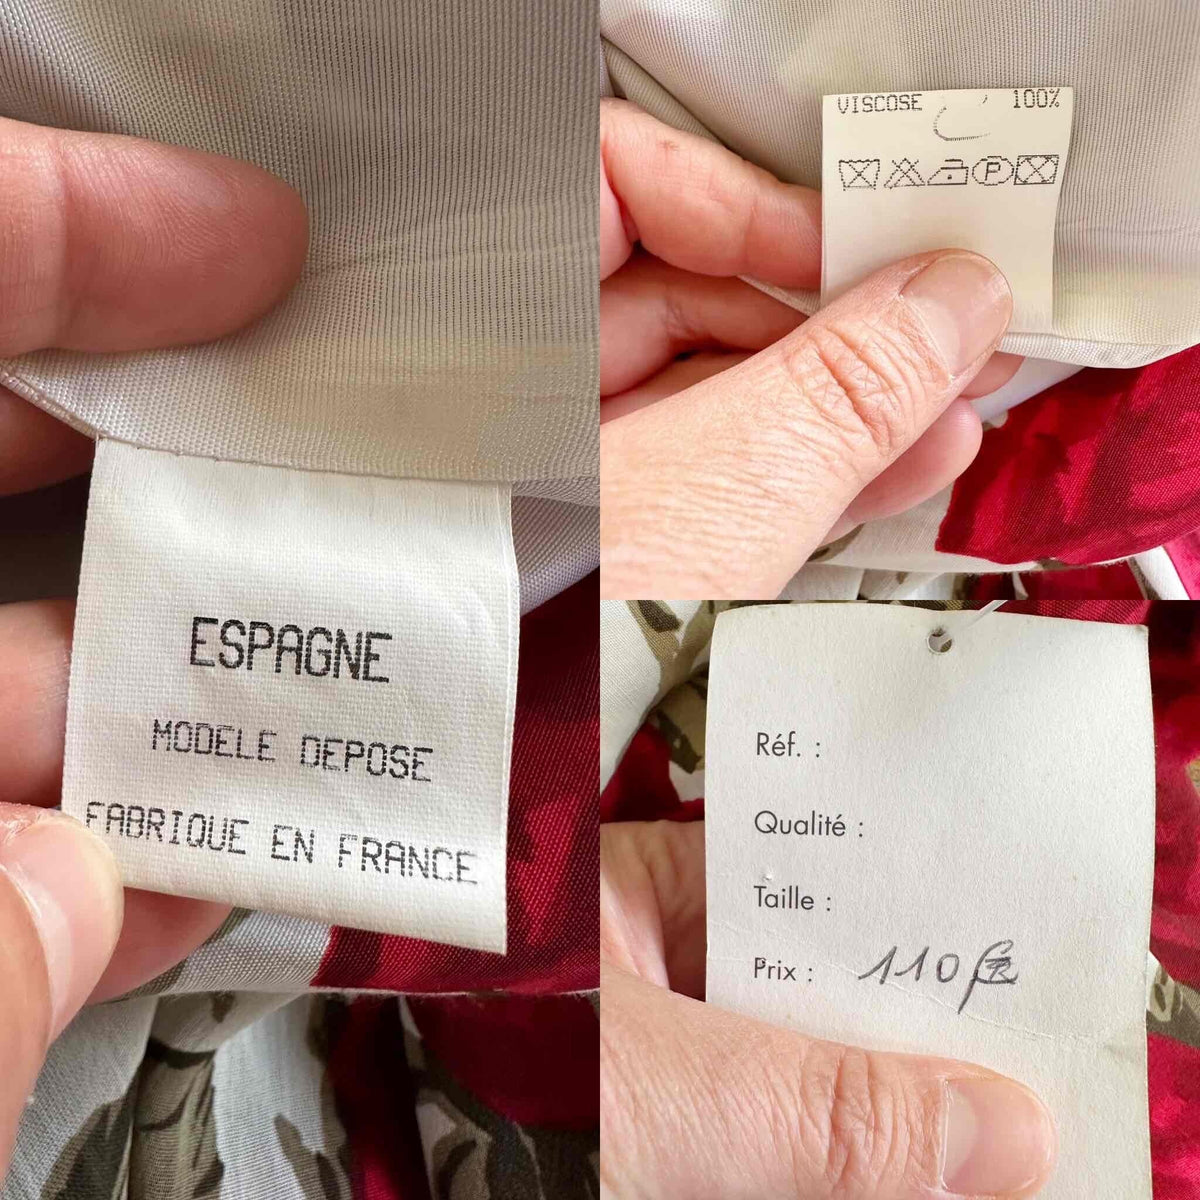 ESPAGNE
MODELE DEPOSE
FABRIQUE EN FRANCE
VISCOSE 100%
P
Réf. :
Qualité :
Taille :
Prix : 110